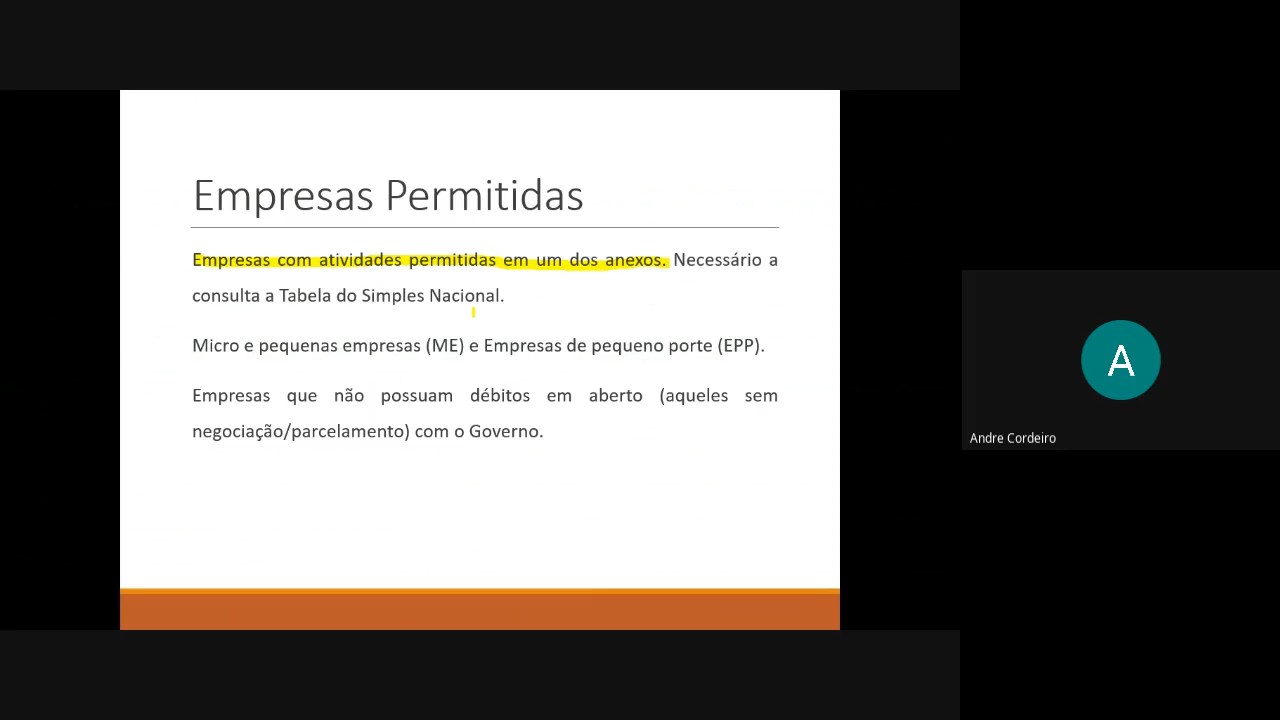 Empresas Permitidas
Empresas com atividades permitidas em um dos anexos. Necessário a
consulta a Tabela do Simples Nacional.
Micro e pequenas empresas (ME) e Empresas de pequeno porte (EPP).
Empresas que não possuam débitos em aberto (aqueles sem
negociação/parcelamento) com o Governo.
A
Andre Cordeiro